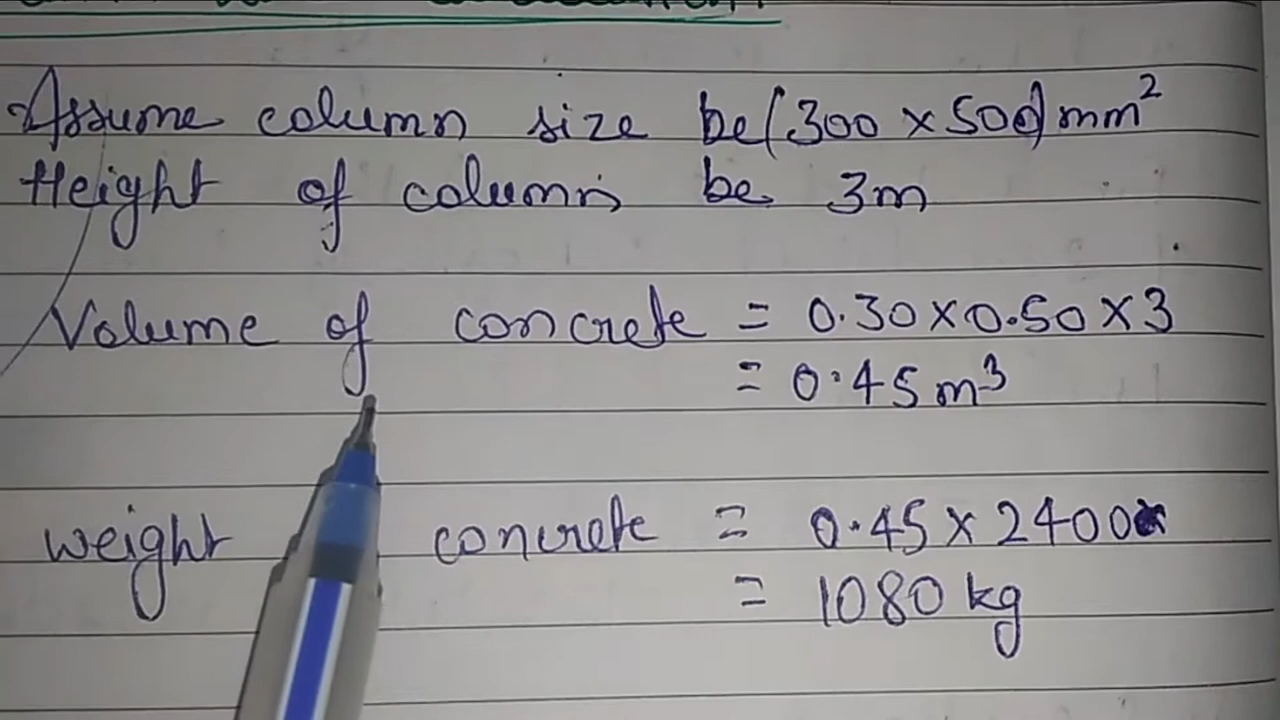 Assume column size be (300 x 500) mm²
Height of column be 3m
Volume of concrete = 0.30 x 0.50 x 3
= 0.45 m³
weight concrete = 0.45 x 2400
= 1080 kg